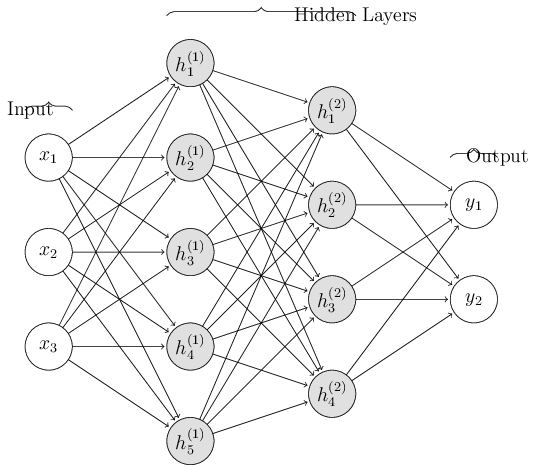 Hidden Layers
Input
Output
h_1^{(1)}
h_2^{(1)}
h_3^{(1)}
h_4^{(1)}
h_5^{(1)}
h_1^{(2)}
h_2^{(2)}
h_3^{(2)}
h_4^{(2)}
x_1
x_2
x_3
y_1
y_2